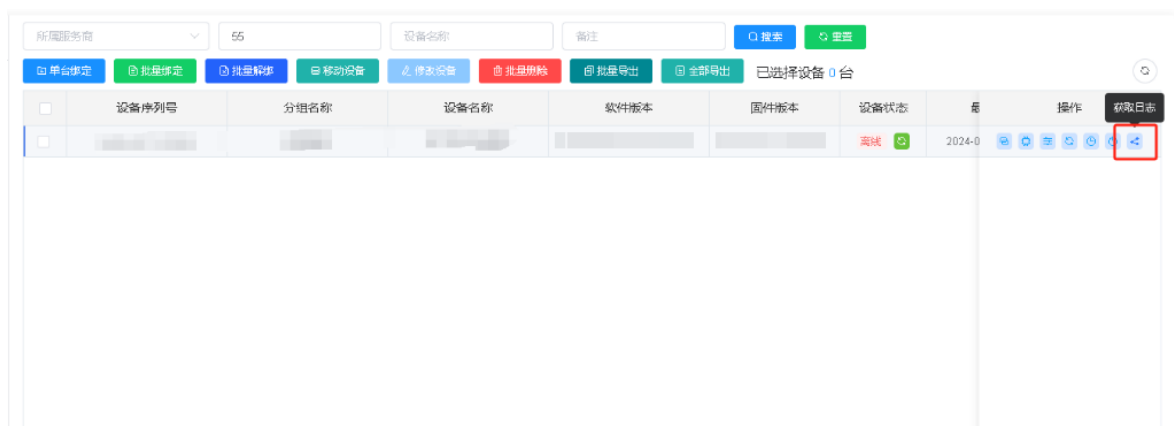 所属服务商 55 设备名称 备注 搜索 重置
单台绑定 批量绑定 批量解绑 移动设备 修改设备 批量删除 批量导出 全部导出 已选择设备 0 台
设备序列号 分组名称 设备名称 软件版本 固件版本 设备状态 最 操作 获取日志
离线 2024-0